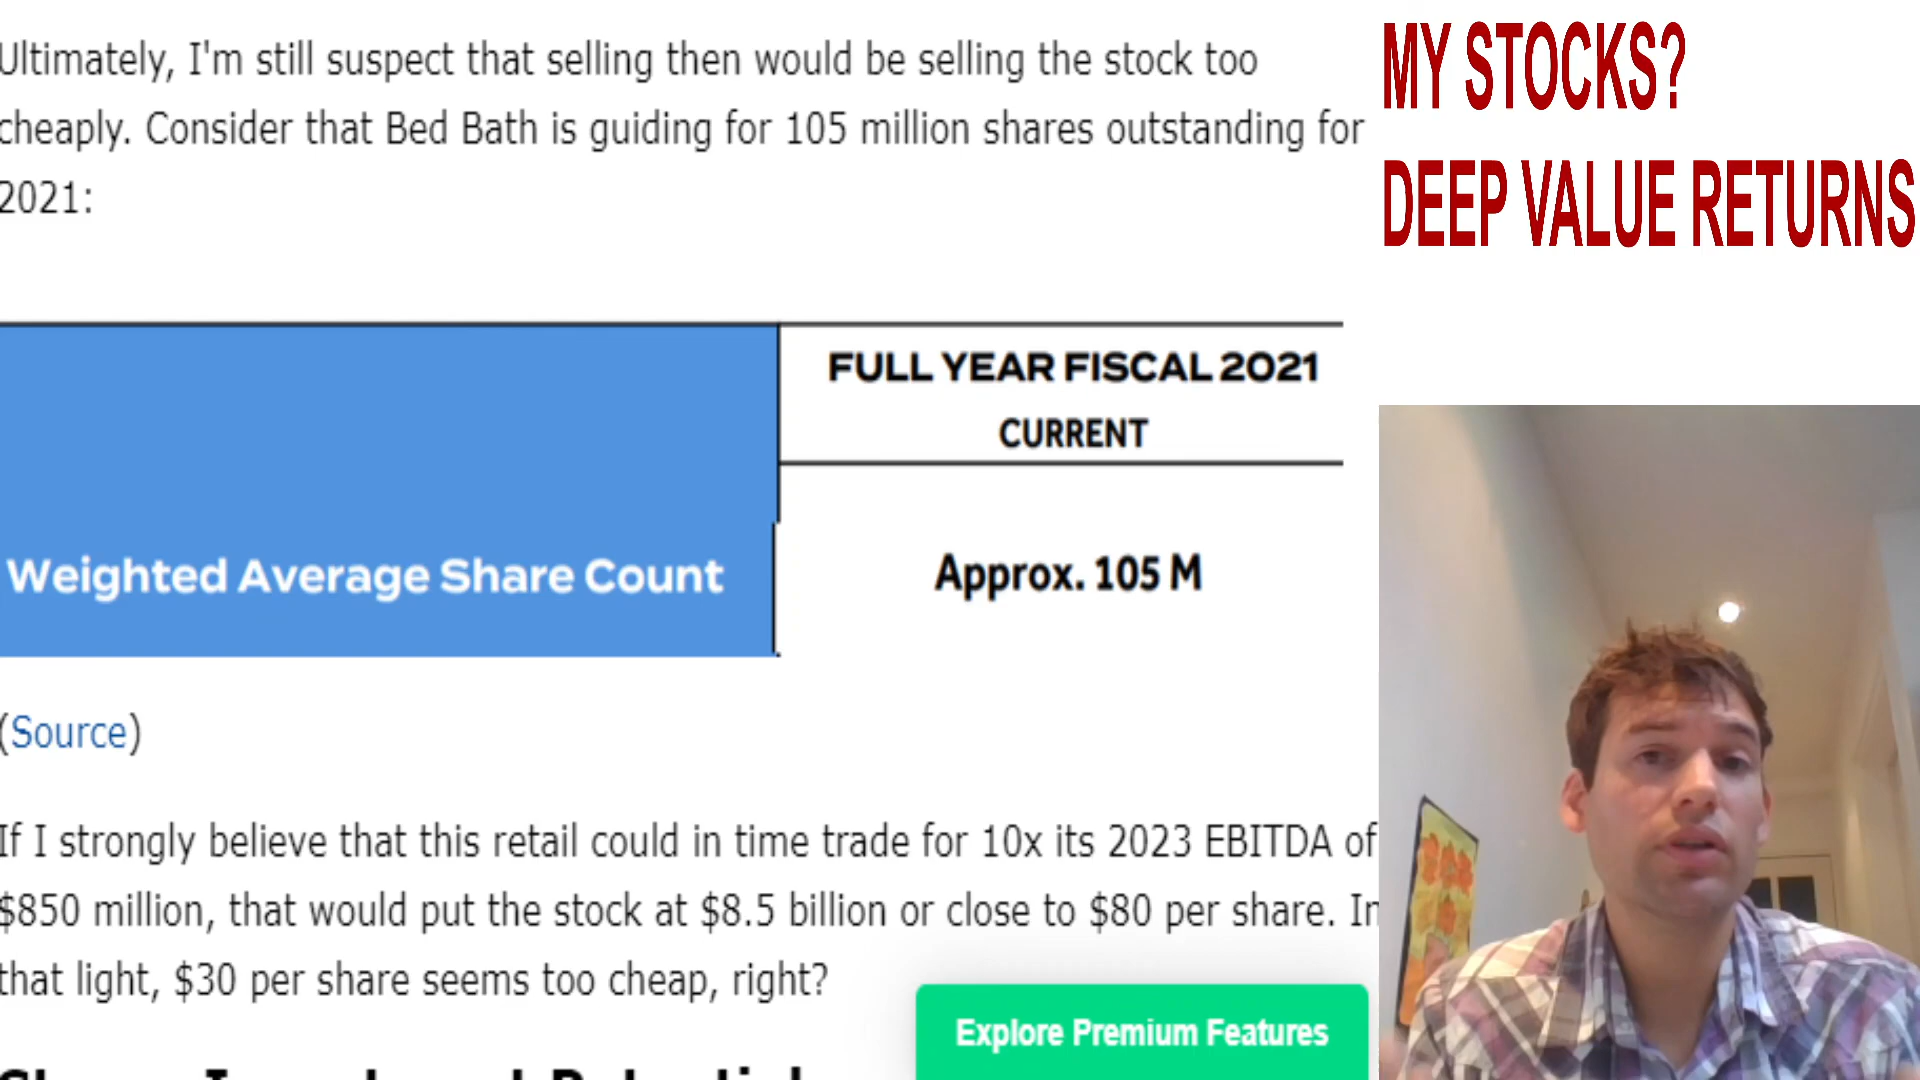 Ultimately, I'm still suspect that selling then would be selling the stock too
cheaply. Consider that Bed Bath is guiding for 105 million shares outstanding for
2021:
FULL YEAR FISCAL 2021
CURRENT
Weighted Average Share Count
Approx. 105 M
(Source)
If I strongly believe that this retail could in time trade for 10x its 2023 EBITDA of
$850 million, that would put the stock at $8.5 billion or close to $80 per share. In
that light, $30 per share seems too cheap, right?
Explore Premium Features
MY STOCKS?
DEEP VALUE RETURNS